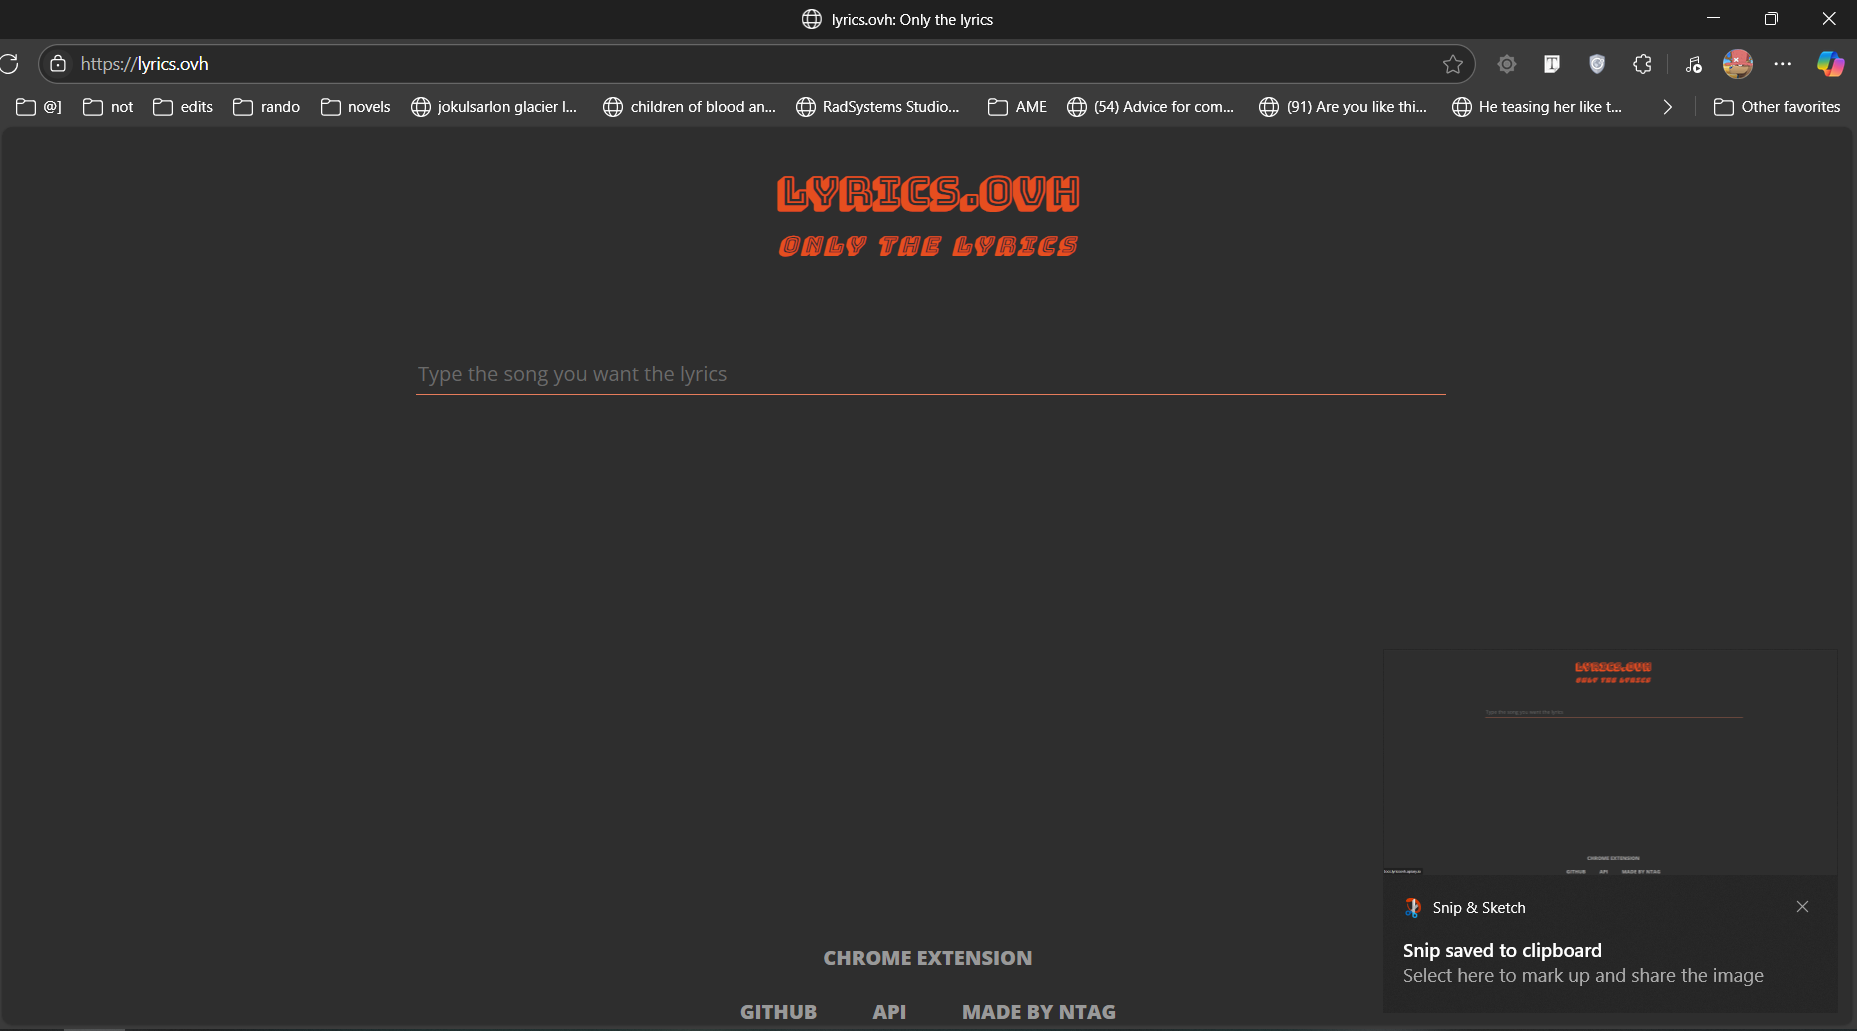 lyrics.ovh: Only the lyrics
https://lyrics.ovh
@] not edits rando novels jokulsarlon glacier l... children of blood an... RadSystems Studio... AME (54) Advice for com... (91) Are you like thi... He teasing her like t... Other favorites
LYRICS.OVH
ONLY THE LYRICS
Type the song you want the lyrics
LYRICS.OVH
ONLY THE LYRICS
Type the song you want the lyrics
CHROME EXTENSION
GITHUB API MADE BY NTAG
Snip & Sketch
Snip saved to clipboard
Select here to mark up and share the image
CHROME EXTENSION
GITHUB API MADE BY NTAG